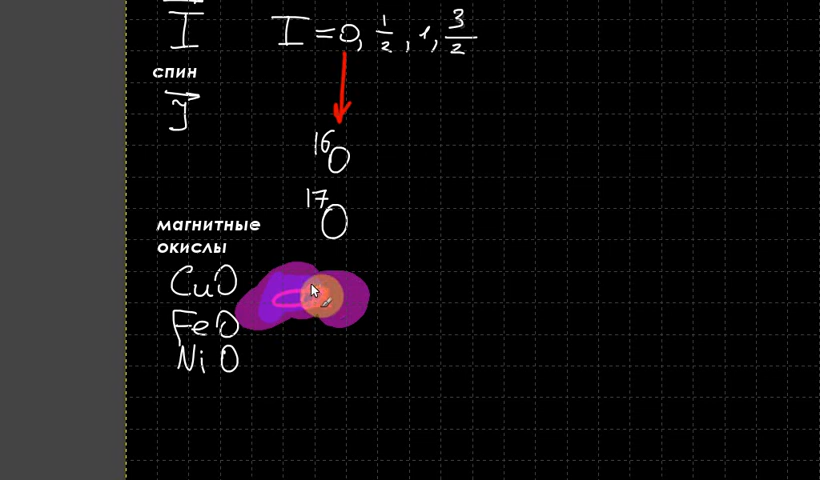 I
I = 0, 1/2, 1, 3/2
спин
J
16O
17O
магнитные
окислы
CuO
FeO
NiO